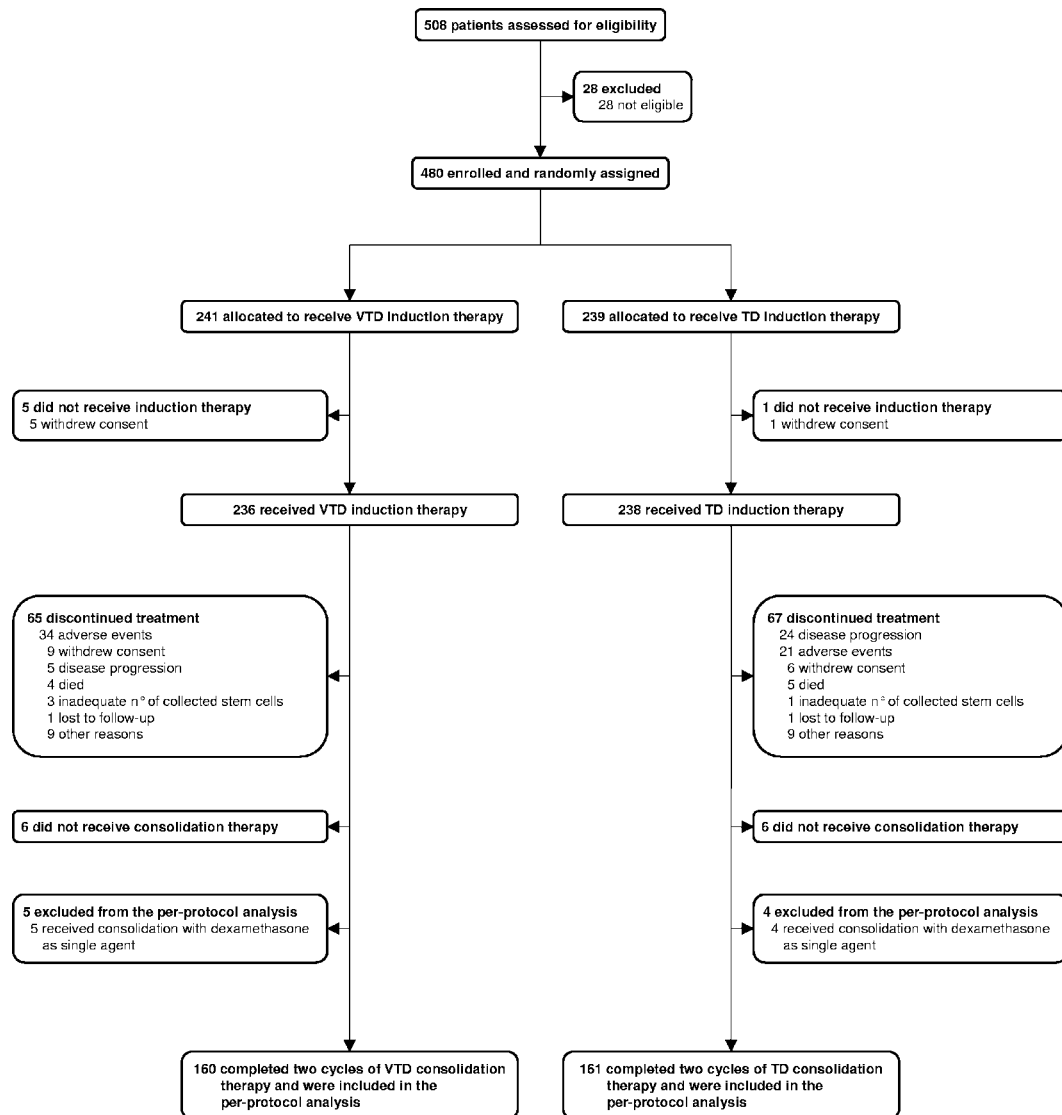 508 patients assessed for eligibility
28 excluded
28 not eligible
480 enrolled and randomly assigned
241 allocated to receive VTD Induction therapy
239 allocated to receive TD Induction therapy
5 did not receive induction therapy
5 withdrew consent
1 did not receive induction therapy
1 withdrew consent
236 received VTD induction therapy
238 received TD induction therapy
65 discontinued treatment
34 adverse events
9 withdrew consent
5 disease progression
4 died
3 inadequate n° of collected stem cells
1 lost to follow-up
9 other reasons
67 discontinued treatment
24 disease progression
21 adverse events
6 withdrew consent
5 died
1 inadequate n° of collected stem cells
1 lost to follow-up
9 other reasons
6 did not receive consolidation therapy
6 did not receive consolidation therapy
5 excluded from the per-protocol analysis
5 received consolidation with dexamethasone
as single agent
4 excluded from the per-protocol analysis
4 received consolidation with dexamethasone
as single agent
160 completed two cycles of VTD consolidation
therapy and were included in the
per-protocol analysis
161 completed two cycles of TD consolidation
therapy and were included in the
per-protocol analysis